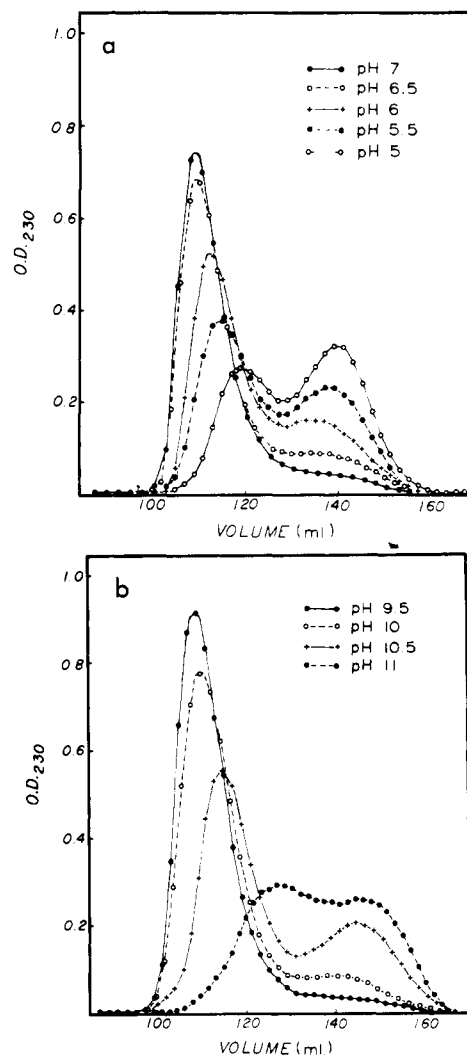 a
1.0
0.8
0.6
0.4
0.2
O.D.230
pH 7
pH 6.5
pH 6
pH 5.5
pH 5
100 120 140 160
VOLUME (ml)
b
1.0
0.8
0.6
0.4
0.2
O.D.230
pH 9.5
pH 10
pH 10.5
pH 11
100 120 140 160
VOLUME (ml)